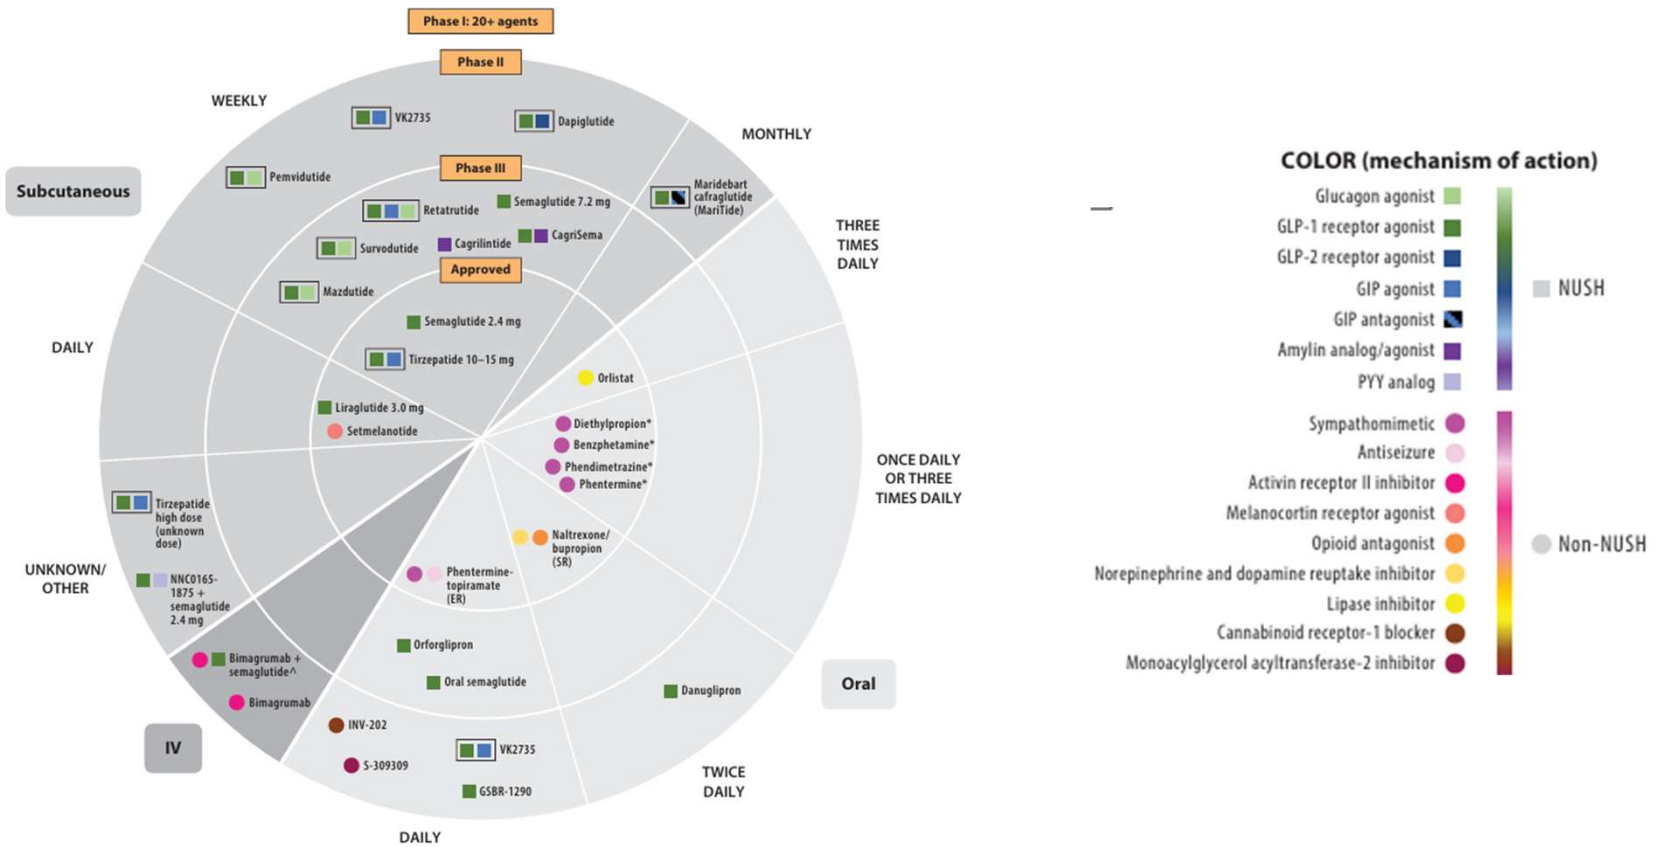 Phase I: 20+ agents
Phase II
WEEKLY
VK2735
Dapiglutide
MONTHLY
Phase III
Pemvidutide
Subcutaneous
Maridebart
cafraglutide
(MariTide)
Semaglutide 7.2 mg
Retatrutide
THREE
TIMES
DAILY
Survodutide
Cagrilintide
CagriSema
Approved
Mazdutide
Semaglutide 2.4 mg
DAILY
Tirzepatide 10–15 mg
Orlistat
Liraglutide 3.0 mg
Setmelanotide
Diethylpropion*
Benzphetamine*
Phendimetrazine*
Phentermine*
ONCE DAILY
OR THREE
TIMES DAILY
Tirzepatide
high dose
(unknown
dose)
Naltrexone/
bupropion
(SR)
UNKNOWN/
OTHER
NNC0165-
1875 +
semaglutide
2.4 mg
Phentermine-
topiramate
(ER)
Orforglipron
Bimagrumab +
semaglutide^
Oral semaglutide
Danuglipron
Oral
Bimagrumab
INV-202
IV
VK2735
S-309309
GSBR-1290
TWICE
DAILY
DAILY
COLOR (mechanism of action)
Glucagon agonist
GLP-1 receptor agonist
GLP-2 receptor agonist
GIP agonist
NUSH
GIP antagonist
Amylin analog/agonist
PYY analog
Sympathomimetic
Antiseizure
Activin receptor II inhibitor
Melanocortin receptor agonist
Opioid antagonist
Non-NUSH
Norepinephrine and dopamine reuptake inhibitor
Lipase inhibitor
Cannabinoid receptor-1 blocker
Monoacylglycerol acyltransferase-2 inhibitor